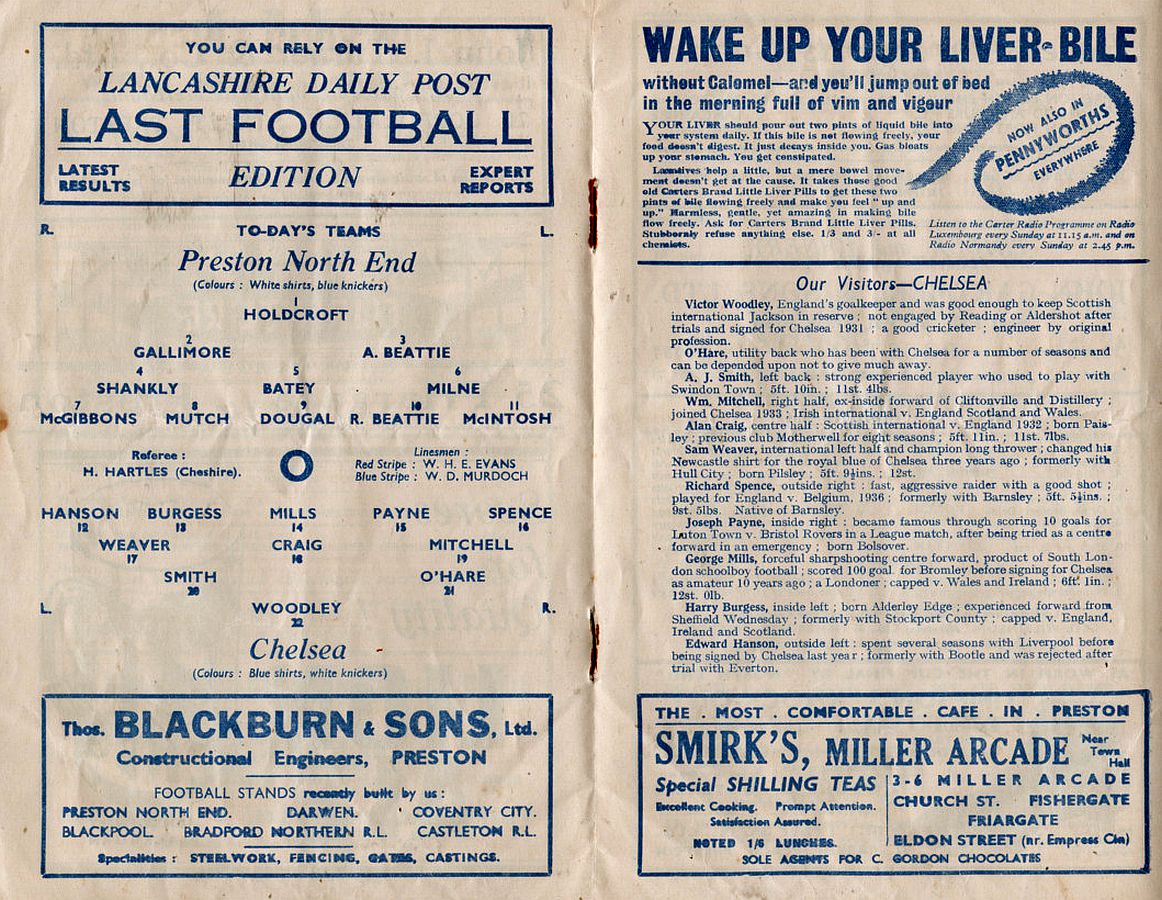 YOU CAN RELY ON THE
LANCASHIRE DAILY POST
LAST FOOTBALL
LATEST RESULTS
EDITION
EXPERT REPORTS
R. TO-DAY'S TEAMS L.
Preston North End
(Colours : White shirts, blue knickers)
1
HOLDCROFT
2 3
GALLIMORE A. BEATTIE
4 5 6
SHANKLY BATEY MILNE
7 8 9 10 11
McGIBBONS MUTCH DOUGAL R. BEATTIE McINTOSH
Referee :
H. HARTLES (Cheshire).
O
Linesmen :
Red Stripe : W. H. E. EVANS
Blue Stripe : W. D. MURDOCH
HANSON BURGESS MILLS PAYNE SPENCE
12 13 14 15 16
WEAVER CRAIG MITCHELL
17 18 19
SMITH O'HARE
20 21
L. WOODLEY R.
22
Chelsea
(Colours : Blue shirts, white knickers)
Thos. BLACKBURN & SONS, Ltd.
Constructional Engineers, PRESTON
FOOTBALL STANDS recently built by us :
PRESTON NORTH END. DARWEN. COVENTRY CITY.
BLACKPOOL BRADFORD NORTHERN R.L. CASTLETON R.L.
Specialities : STEELWORK, FENCING, GATES, CASTINGS.
WAKE UP YOUR LIVER-BILE
without Calomel—and you'll jump out of bed
in the morning full of vim and vigour
YOUR LIVER should pour out two pints of liquid bile into
your system daily. If this bile is not flowing freely, your
food doesn't digest. It just decays inside you. Gas bloats
up your stomach. You get constipated.
Laxatives help a little, but a mere bowel move-
ment doesn't get at the cause. It takes those good
old Carters Brand Little Liver Pills to get these two
pints of bile flowing freely and make you feel "up and
up." Harmless, gentle, yet amazing in making bile
flow freely. Ask for Carters Brand Little Liver Pills.
Stubbornly refuse anything else. 1/3 and 3/- at all
chemists.
NOW ALSO IN
PENNYWORTHS
EVERYWHERE
Listen to the Carter Radio Programme on Radio
Luxembourg every Sunday at 11.15 a.m. and on
Radio Normandy every Sunday at 2.45 p.m.
Our Visitors—CHELSEA
Victor Woodley, England's goalkeeper and was good enough to keep Scottish
international Jackson in reserve ; not engaged by Reading or Aldershot after
trials and signed for Chelsea 1931 ; a good cricketer ; engineer by original
profession.
O'Hare, utility back who has been with Chelsea for a number of seasons and
can be depended upon not to give much away.
A. J. Smith, left back : strong experienced player who used to play with
Swindon Town ; 5ft. 10in. ; 11st. 4lbs.
Wm. Mitchell, right half, ex-inside forward of Cliftonville and Distillery ;
joined Chelsea 1933 ; Irish international v. England Scotland and Wales.
Alan Craig, centre half : Scottish international v. England 1932 ; born Pais-
ley ; previous club Motherwell for eight seasons ; 5ft. 11in. ; 11st. 7lbs.
Sam Weaver, international left half and champion long thrower ; changed his
Newcastle shirt for the royal blue of Chelsea three years ago ; formerly with
Hull City ; born Pilsley ; 5ft. 9½ins. ; 12st.
Richard Spence, outside right : fast, aggressive raider with a good shot ;
played for England v. Belgium, 1936 ; formerly with Barnsley ; 5ft. 5½ins. ;
9st. 5lbs. Native of Barnsley.
Joseph Payne, inside right : became famous through scoring 10 goals for
Luton Town v. Bristol Rovers in a League match, after being tried as a centre
forward in an emergency ; born Bolsover.
George Mills, forceful sharpshooting centre forward, product of South Lon-
don schoolboy football ; scored 100 goal. for Bromley before signing for Chelsea
as amateur 10 years ago ; a Londoner ; capped v. Wales and Ireland ; 6ft. 1in. ;
12st. 0lb.
Harry Burgess, inside left ; born Alderley Edge ; experienced forward from
Sheffield Wednesday ; formerly with Stockport County ; capped v. England,
Ireland and Scotland.
Edward Hanson, outside left : spent several seasons with Liverpool before
being signed by Chelsea last year ; formerly with Bootle and was rejected after
trial with Everton.
THE . MOST . COMFORTABLE . CAFE . IN . PRESTON
SMIRK'S, MILLER ARCADE Near Town Hall
Special SHILLING TEAS
Excellent Cooking. Prompt Attention.
Satisfaction Assured.
NOTED 1/6 LUNCHES.
3-6 MILLER ARCADE
CHURCH ST. FISHERGATE
FRIARGATE
ELDON STREET (nr. Empress Cin)
SOLE AGENTS FOR C. GORDON CHOCOLATES